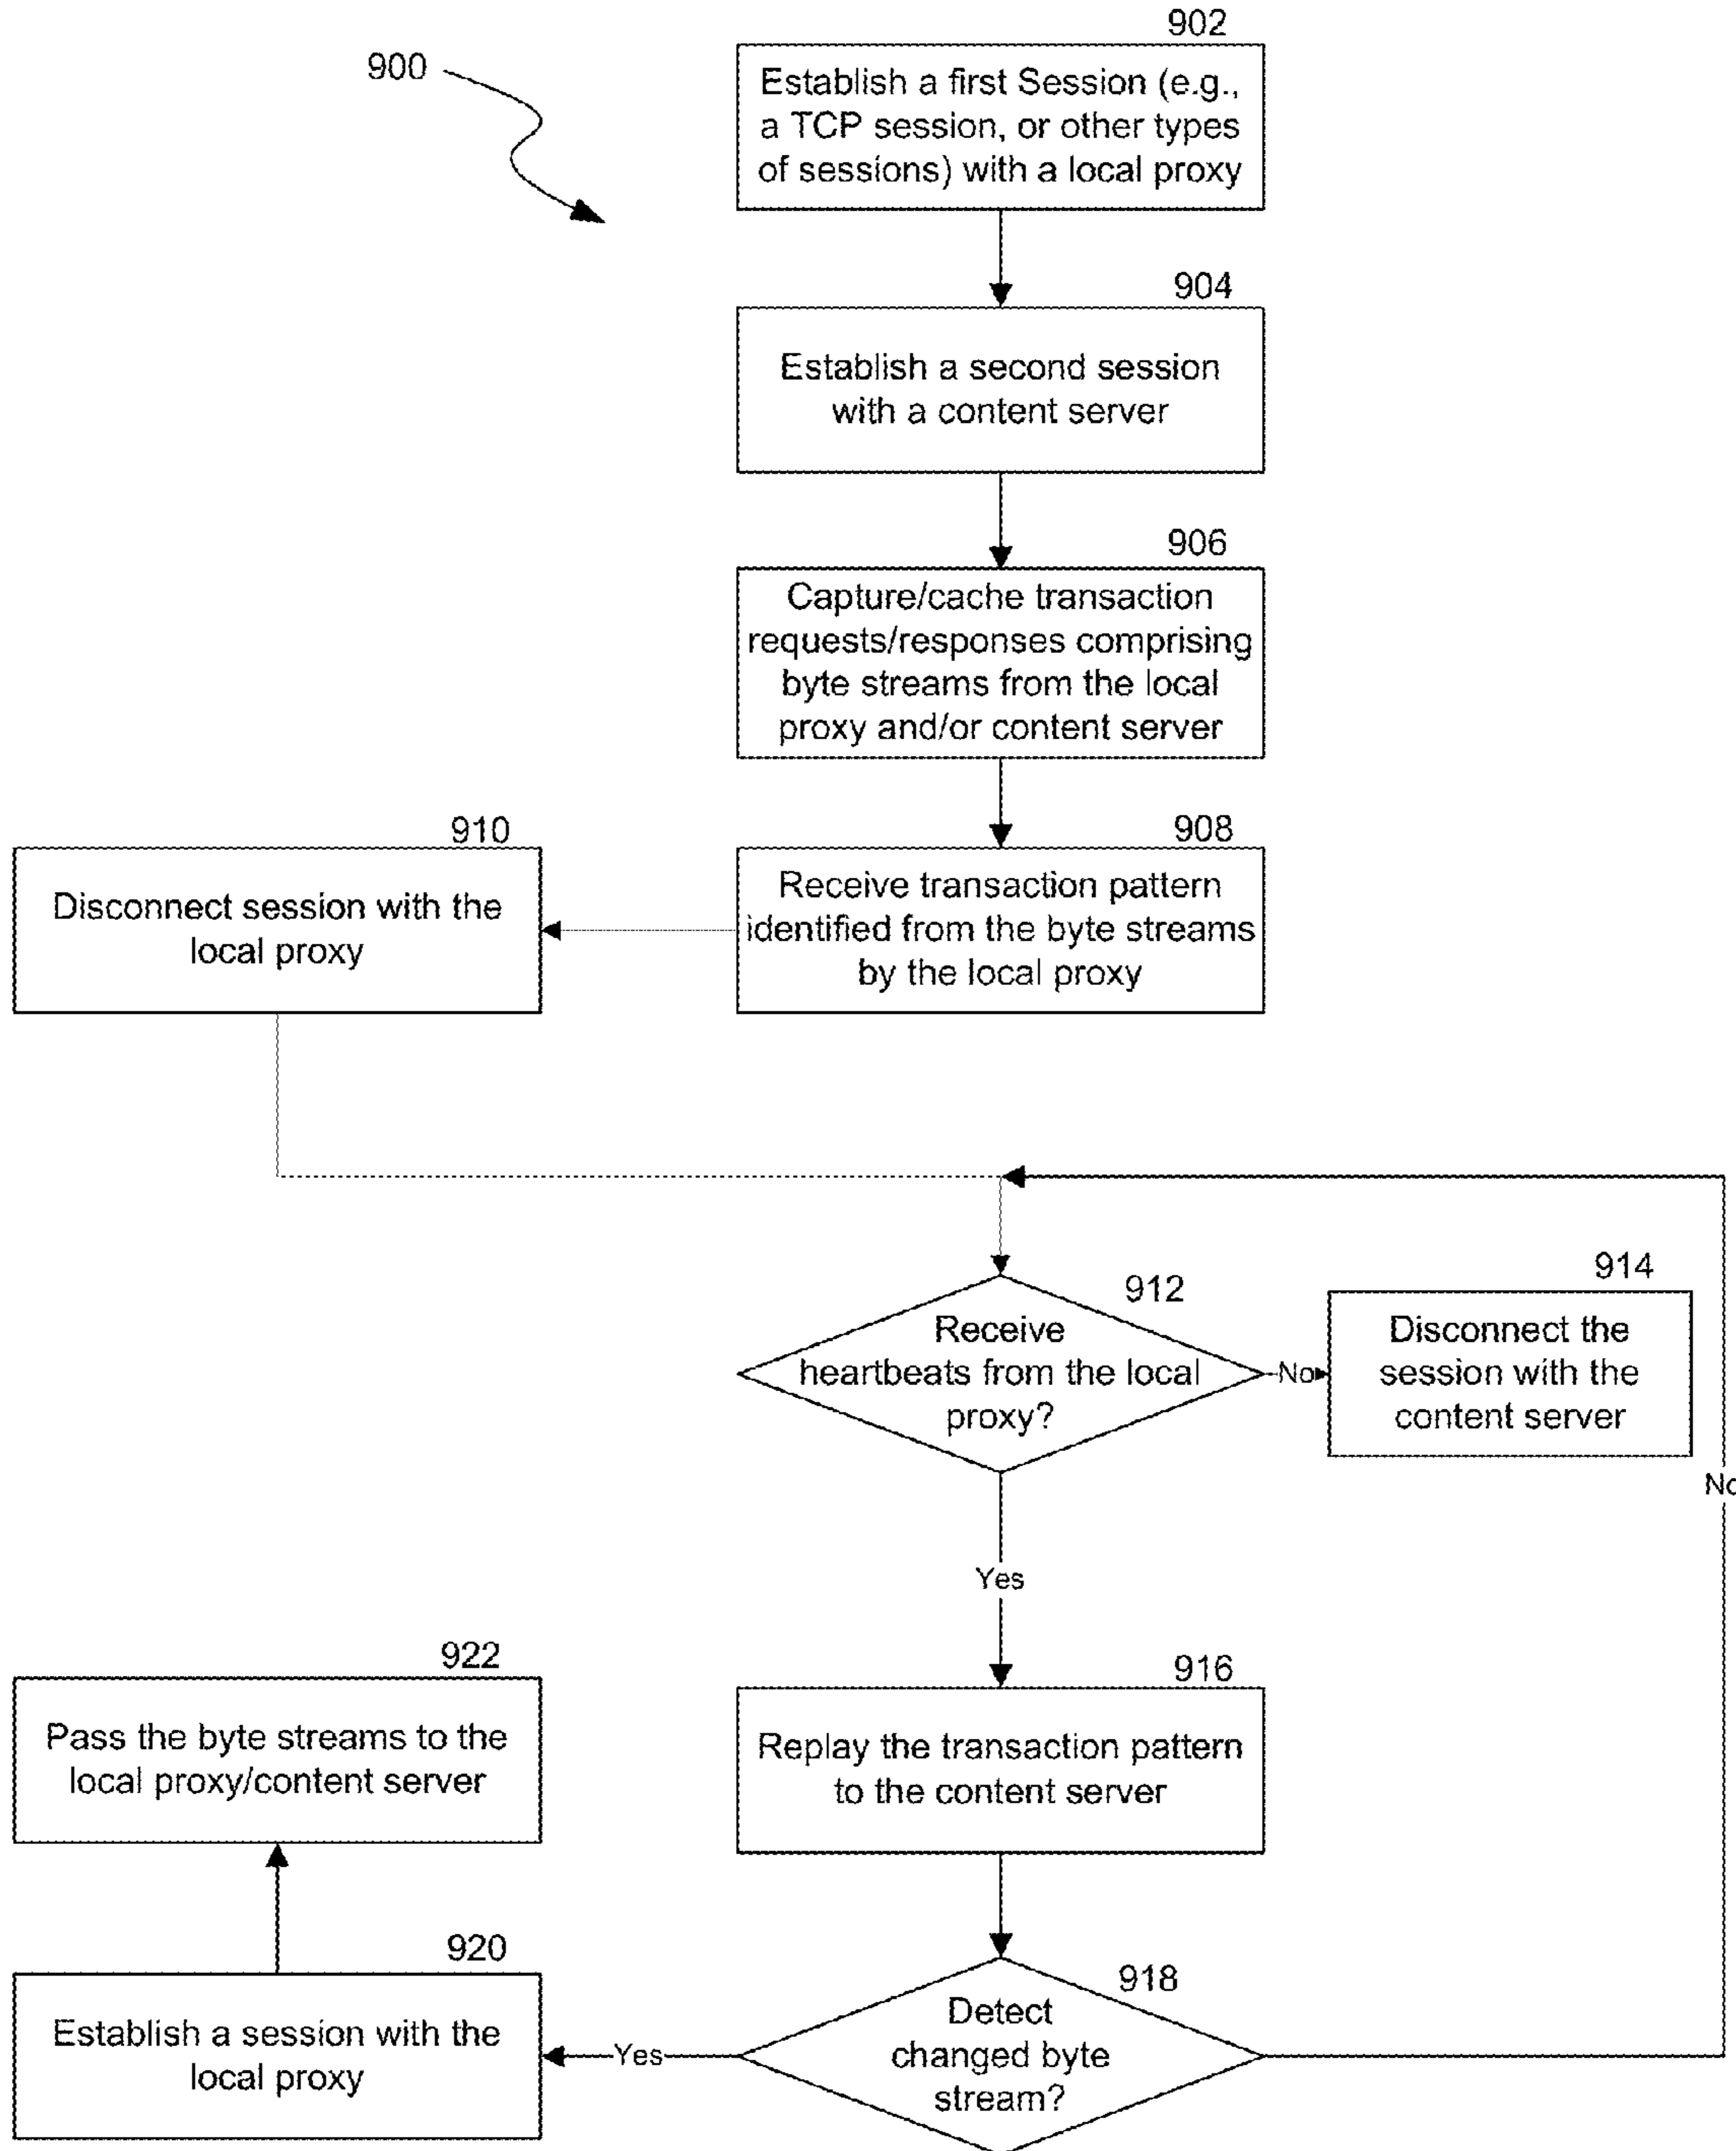 902
900
Establish a first Session (e.g.,
a TCP session, or other types
of sessions) with a local proxy
904
Establish a second session
with a content server
906
Capture/cache transaction
requests/responses comprising
byte streams from the local
proxy and/or content server
910
908
Disconnect session with the
local proxy
Receive transaction pattern
identified from the byte streams
by the local proxy
912
914
Receive
heartbeats from the local
proxy?
No
Disconnect the
session with the
content server
No
Yes
922
916
Pass the byte streams to the
local proxy/content server
Replay the transaction pattern
to the content server
920
918
Establish a session with the
local proxy
Yes
Detect
changed byte
stream?